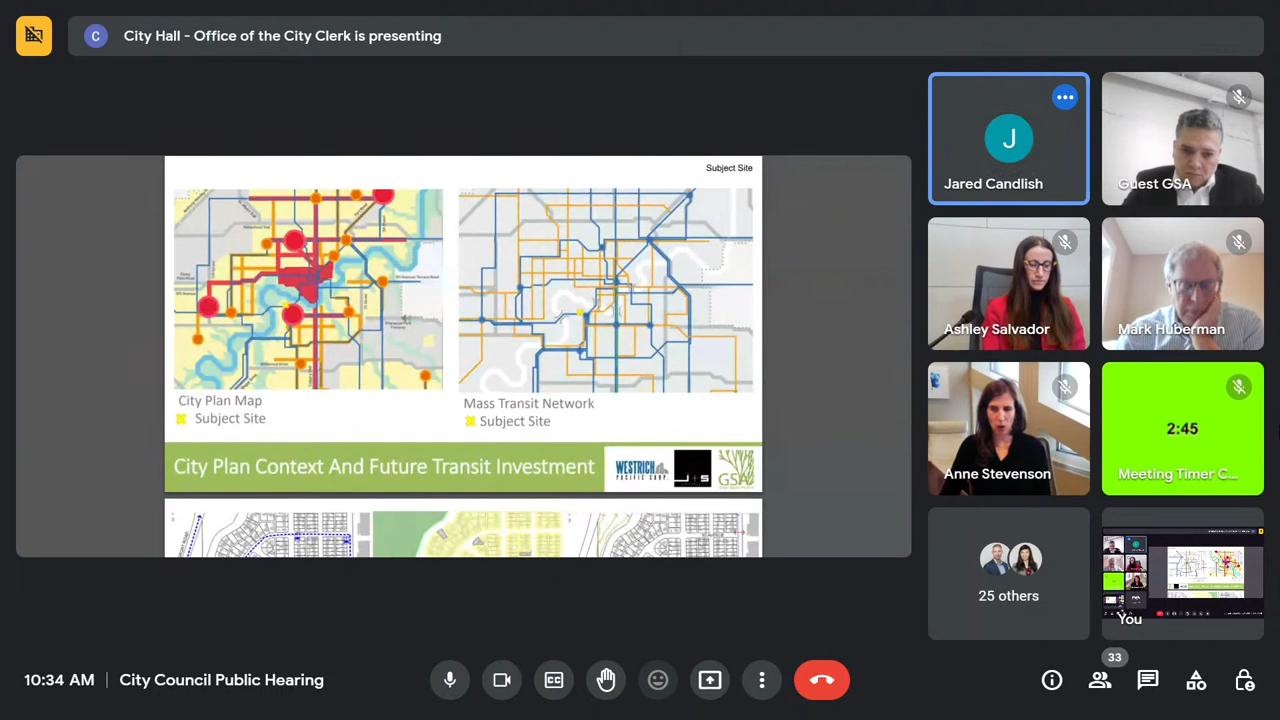 C
City Hall - Office of the City Clerk is presenting
Subject Site
City Plan Map
Subject Site
Mass Transit Network
Subject Site
City Plan Context And Future Transit Investment
WESTRICH
PACIFIC CORP.
J+S
GSA
J
Jared Candlish
Guest GSA
Ashley Salvador
Mark Huberman
Anne Stevenson
2:45
Meeting Timer C...
25 others
You
10:34 AM
City Council Public Hearing
CC
33